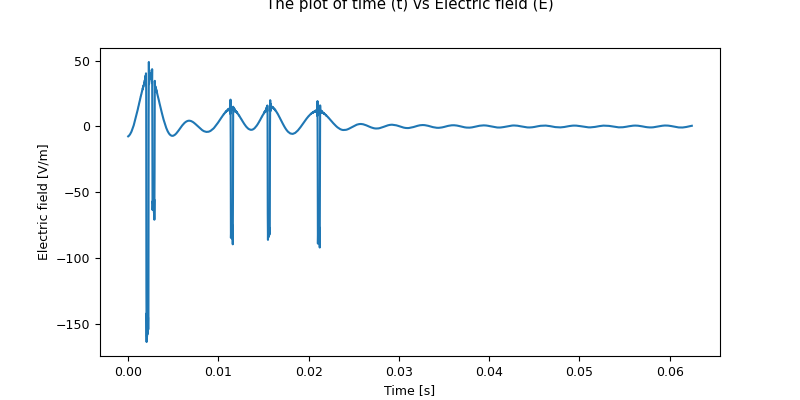 The plot of time (t) vs Electric field (E)
50
0
−50
−100
−150
Electric field [V/m]
0.00 0.01 0.02 0.03 0.04 0.05 0.06
Time [s]